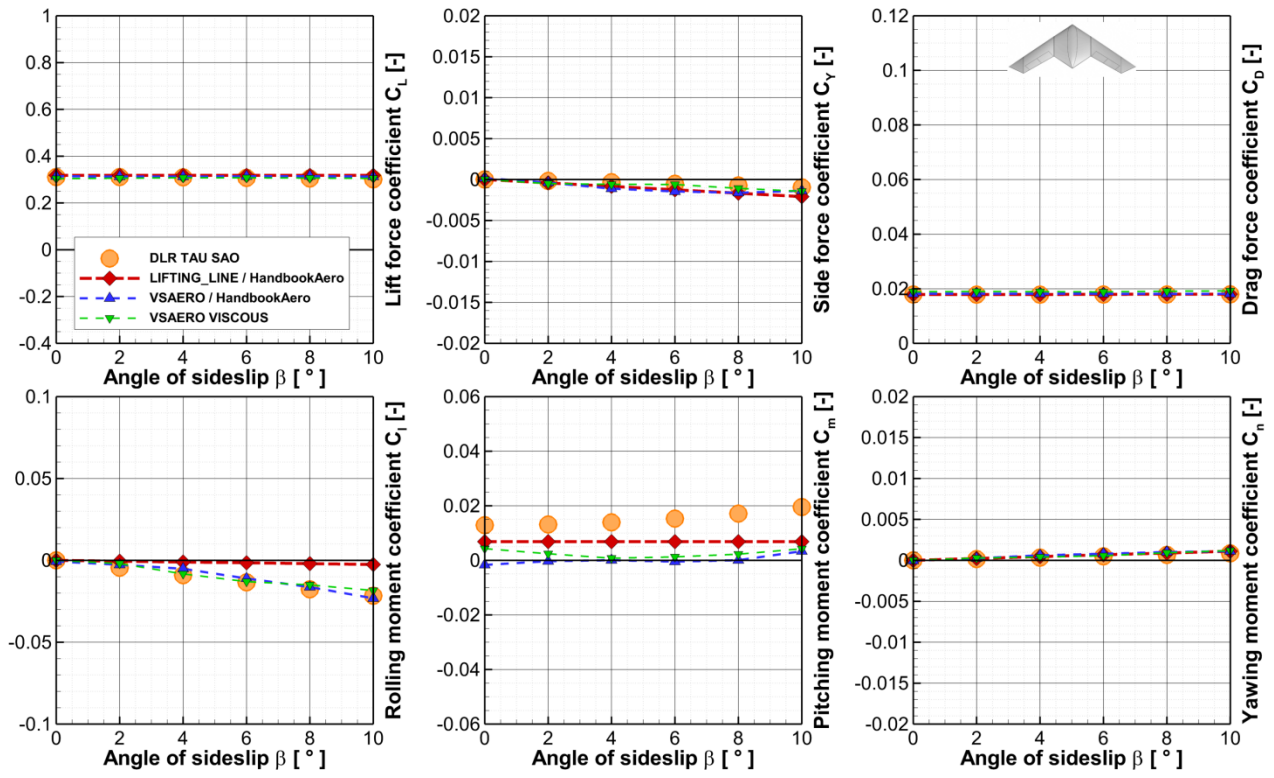 1
0.8
0.6
0.4
0.2
0
-0.2
-0.4
0 2 4 6 8 10
Angle of sideslip β [ ° ]
Lift force coefficient C_L [-]
DLR TAU SAO
LIFTING_LINE / HandbookAero
VSAERO / HandbookAero
VSAERO VISCOUS
0.02
0.015
0.01
0.005
0
-0.005
-0.01
-0.015
-0.02
0 2 4 6 8 10
Angle of sideslip β [ ° ]
Side force coefficient C_Y [-]
0.12
0.1
0.08
0.06
0.04
0.02
0
0 2 4 6 8 10
Angle of sideslip β [ ° ]
Drag force coefficient C_D [-]
0.1
0.05
0
-0.05
-0.1
0 2 4 6 8 10
Angle of sideslip β [ ° ]
Rolling moment coefficient C_l [-]
0.06
0.04
0.02
0
-0.02
-0.04
-0.06
0 2 4 6 8 10
Angle of sideslip β [ ° ]
Pitching moment coefficient C_m [-]
0.02
0.015
0.01
0.005
0
-0.005
-0.01
-0.015
-0.02
0 2 4 6 8 10
Angle of sideslip β [ ° ]
Yawing moment coefficient C_n [-]